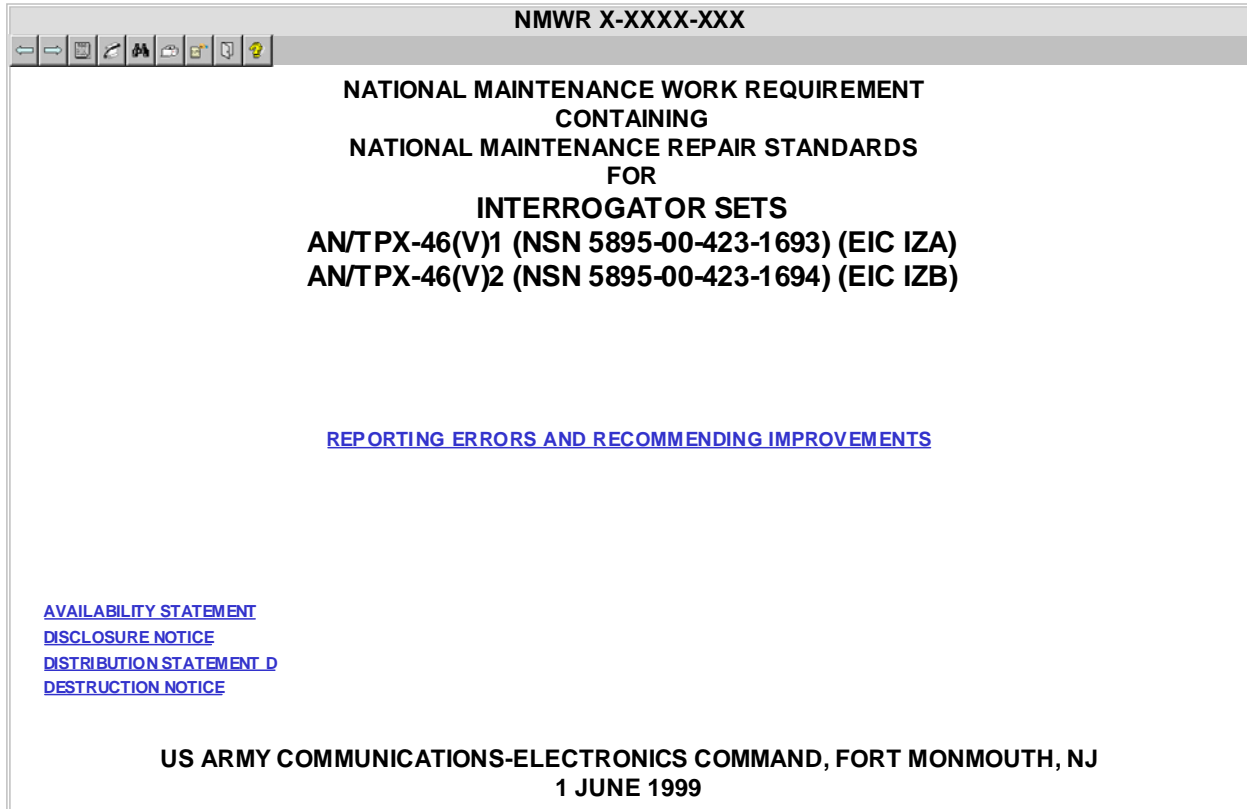 NMWR X-XXXX-XXX
NATIONAL MAINTENANCE WORK REQUIREMENT
CONTAINING
NATIONAL MAINTENANCE REPAIR STANDARDS
FOR
INTERROGATOR SETS
AN/TPX-46(V)1 (NSN 5895-00-423-1693) (EIC IZA)
AN/TPX-46(V)2 (NSN 5895-00-423-1694) (EIC IZB)
REPORTING ERRORS AND RECOMMENDING IMPROVEMENTS
AVAILABILITY STATEMENT
DISCLOSURE NOTICE
DISTRIBUTION STATEMENT D
DESTRUCTION NOTICE
US ARMY COMMUNICATIONS-ELECTRONICS COMMAND, FORT MONMOUTH, NJ
1 JUNE 1999